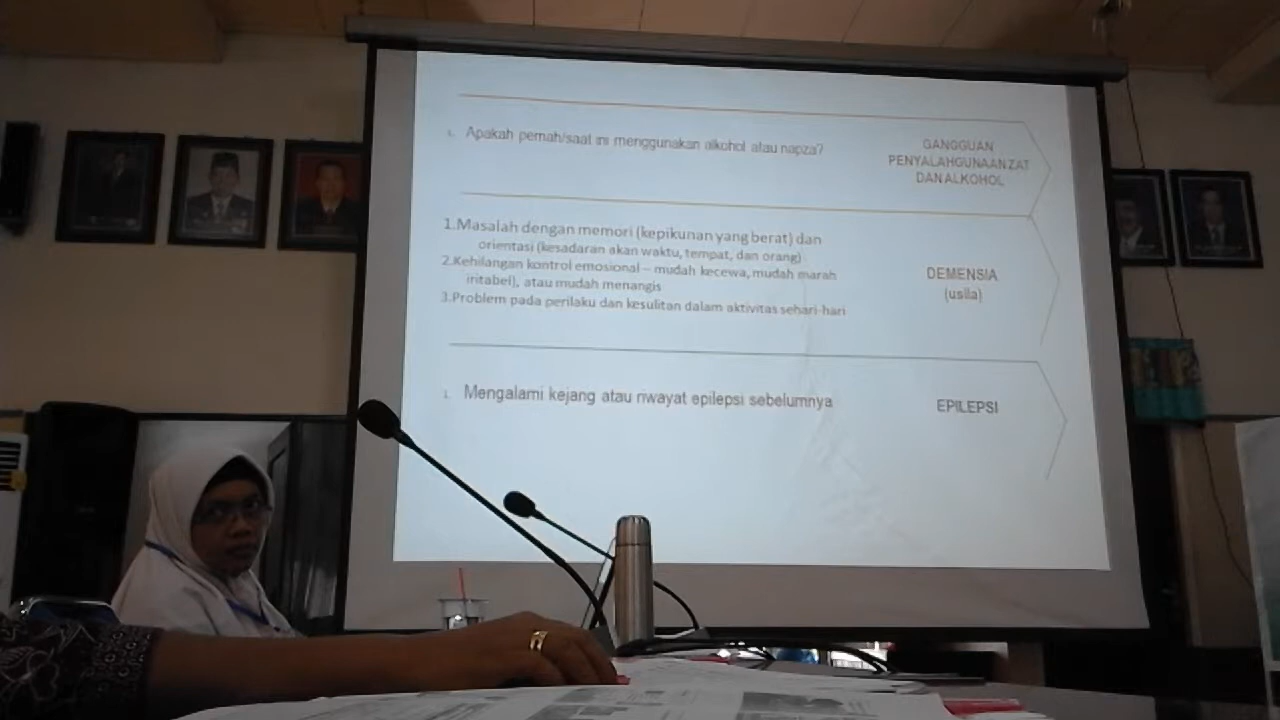 1. Apakah pernah/saat ini menggunakan alkohol atau napza?
GANGGUAN
PENYALAHGUNAAN ZAT
DAN ALKOHOL
1.Masalah dengan memori (kepikunan yang berat) dan
orientasi (kesadaran akan waktu, tempat, dan orang)
2.Kehilangan kontrol emosional – mudah kecewa, mudah marah
iritabel), atau mudah menangis
3.Problem pada perilaku dan kesulitan dalam aktivitas sehari-hari
DEMENSIA
(usila)
1. Mengalami kejang atau riwayat epilepsi sebelumnya
EPILEPSI